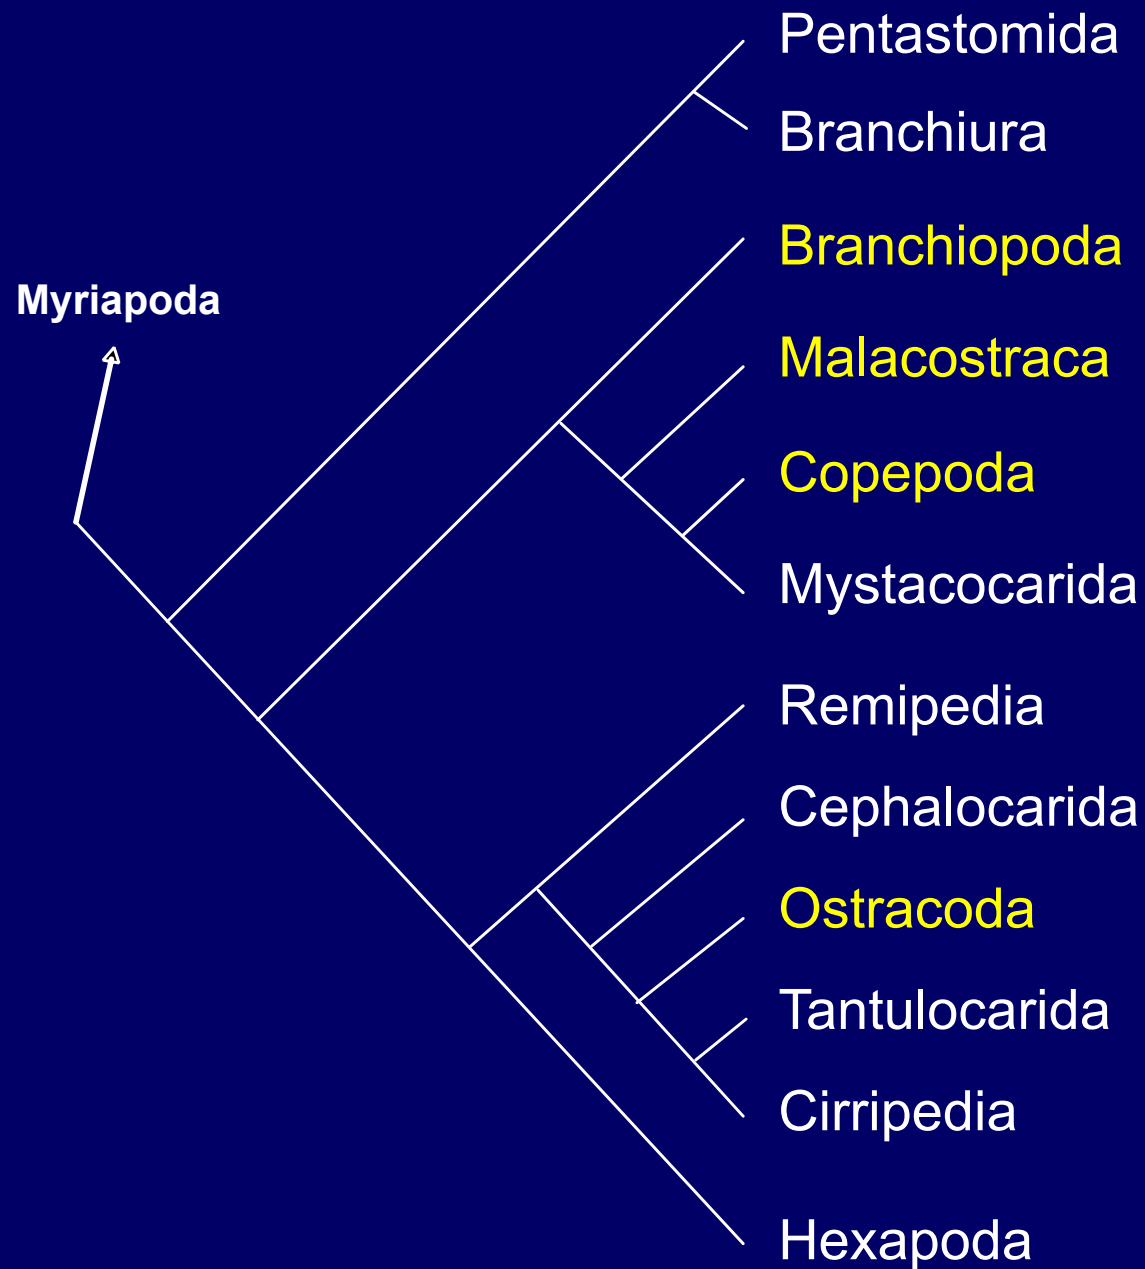 Pentastomida
Branchiura
Branchiopoda
Myriapoda
Malacostraca
Copepoda
Mystacocarida
Remipedia
Cephalocarida
Ostracoda
Tantulocarida
Cirripedia
Hexapoda